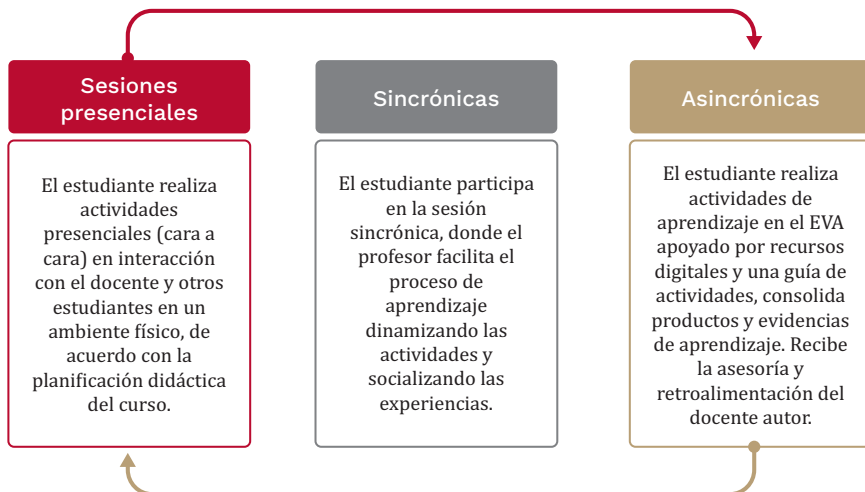 Sesiones
presenciales
El estudiante realiza
actividades
presenciales (cara a
cara) en interacción
con el docente y otros
estudiantes en un
ambiente físico, de
acuerdo con la
planificación didáctica
del curso.
Sincrónicas
El estudiante participa
en la sesión
sincrónica, donde el
profesor facilita el
proceso de
aprendizaje
dinamizando las
actividades y
socializando las
experiencias.
Asincrónicas
El estudiante realiza
actividades de
aprendizaje en el EVA
apoyado por recursos
digitales y una guía de
actividades, consolida
productos y evidencias
de aprendizaje. Recibe
la asesoría y
retroalimentación del
docente autor.